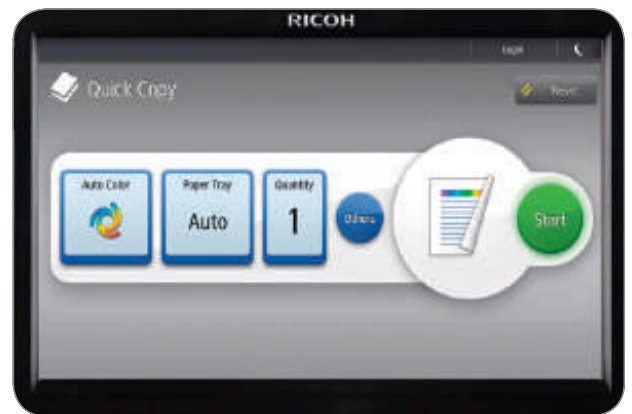 RICOH
Login
Quick Copy
Reset
Auto Color
Paper Tray
Quantity
Auto
1
Others
Start